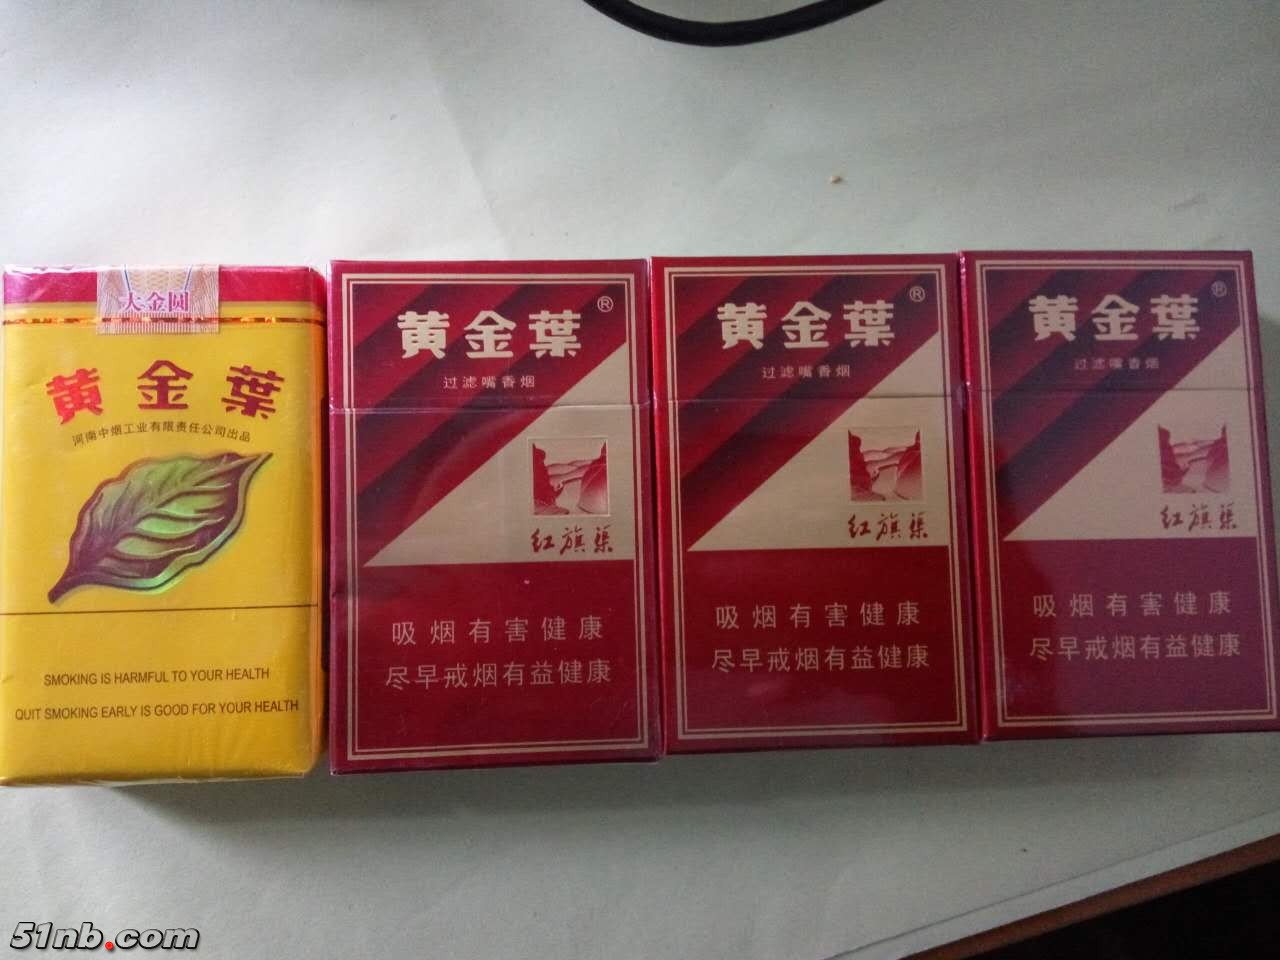 大金圆
黄金葉
河南中烟工业有限责任公司出品
SMOKING IS HARMFUL TO YOUR HEALTH
QUIT SMOKING EARLY IS GOOD FOR YOUR HEALTH
黄金葉®
过滤嘴香烟
红旗渠
吸烟有害健康
尽早戒烟有益健康
黄金葉®
过滤嘴香烟
红旗渠
吸烟有害健康
尽早戒烟有益健康
黄金葉®
过滤嘴香烟
红旗渠
吸烟有害健康
尽早戒烟有益健康
51nb.com